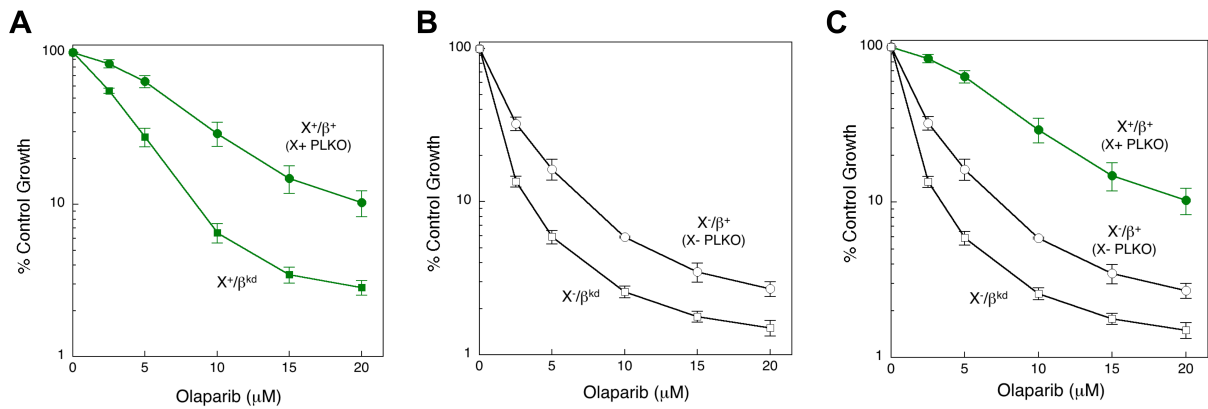 A
% Control Growth
100
10
1
X⁺/β⁺
(X+ PLKO)
X⁺/βᵏᵈ
0 5 10 15 20
Olaparib (μM)
B
% Control Growth
100
10
1
X⁻/β⁺
(X- PLKO)
X⁻/βᵏᵈ
0 5 10 15 20
Olaparib (μM)
C
% Control Growth
100
10
1
X⁺/β⁺
(X+ PLKO)
X⁻/β⁺
(X- PLKO)
X⁻/βᵏᵈ
0 5 10 15 20
Olaparib (μM)